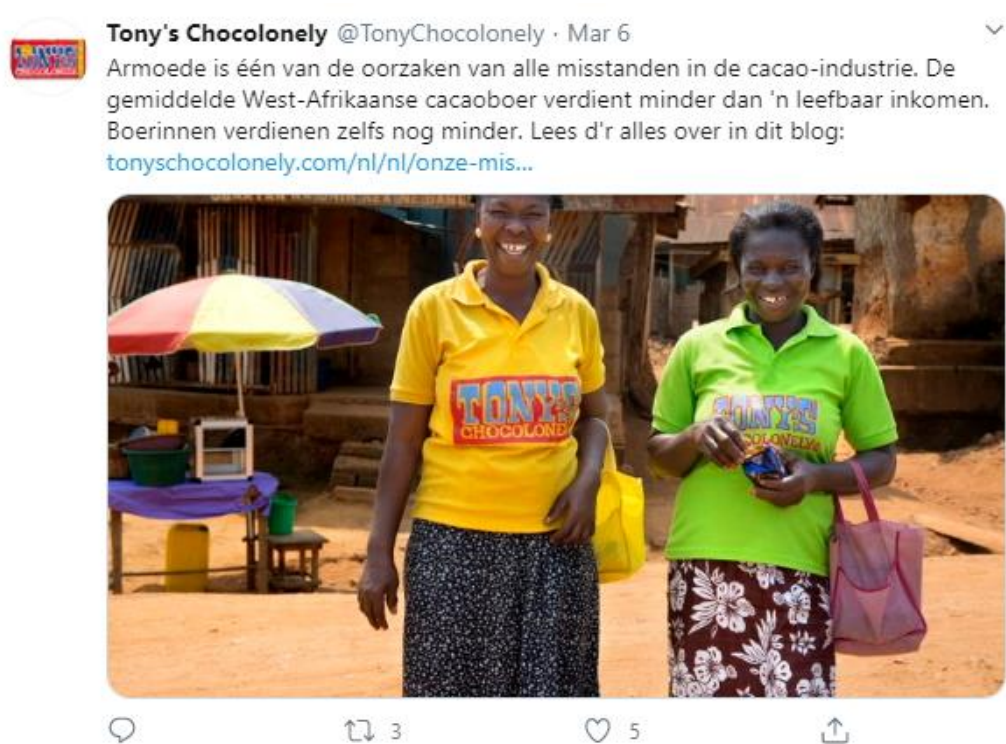 Tony's Chocolonely @TonyChocolonely · Mar 6
Armoede is één van de oorzaken van alle misstanden in de cacao-industrie. De
gemiddelde West-Afrikaanse cacaoboer verdient minder dan 'n leefbaar inkomen.
Boerinnen verdienen zelfs nog minder. Lees d'r alles over in dit blog:
tonyschocolonely.com/nl/nl/onze-mis...
TONY'S
CHOCOLONE
TONY'S
COLONELY
3 5